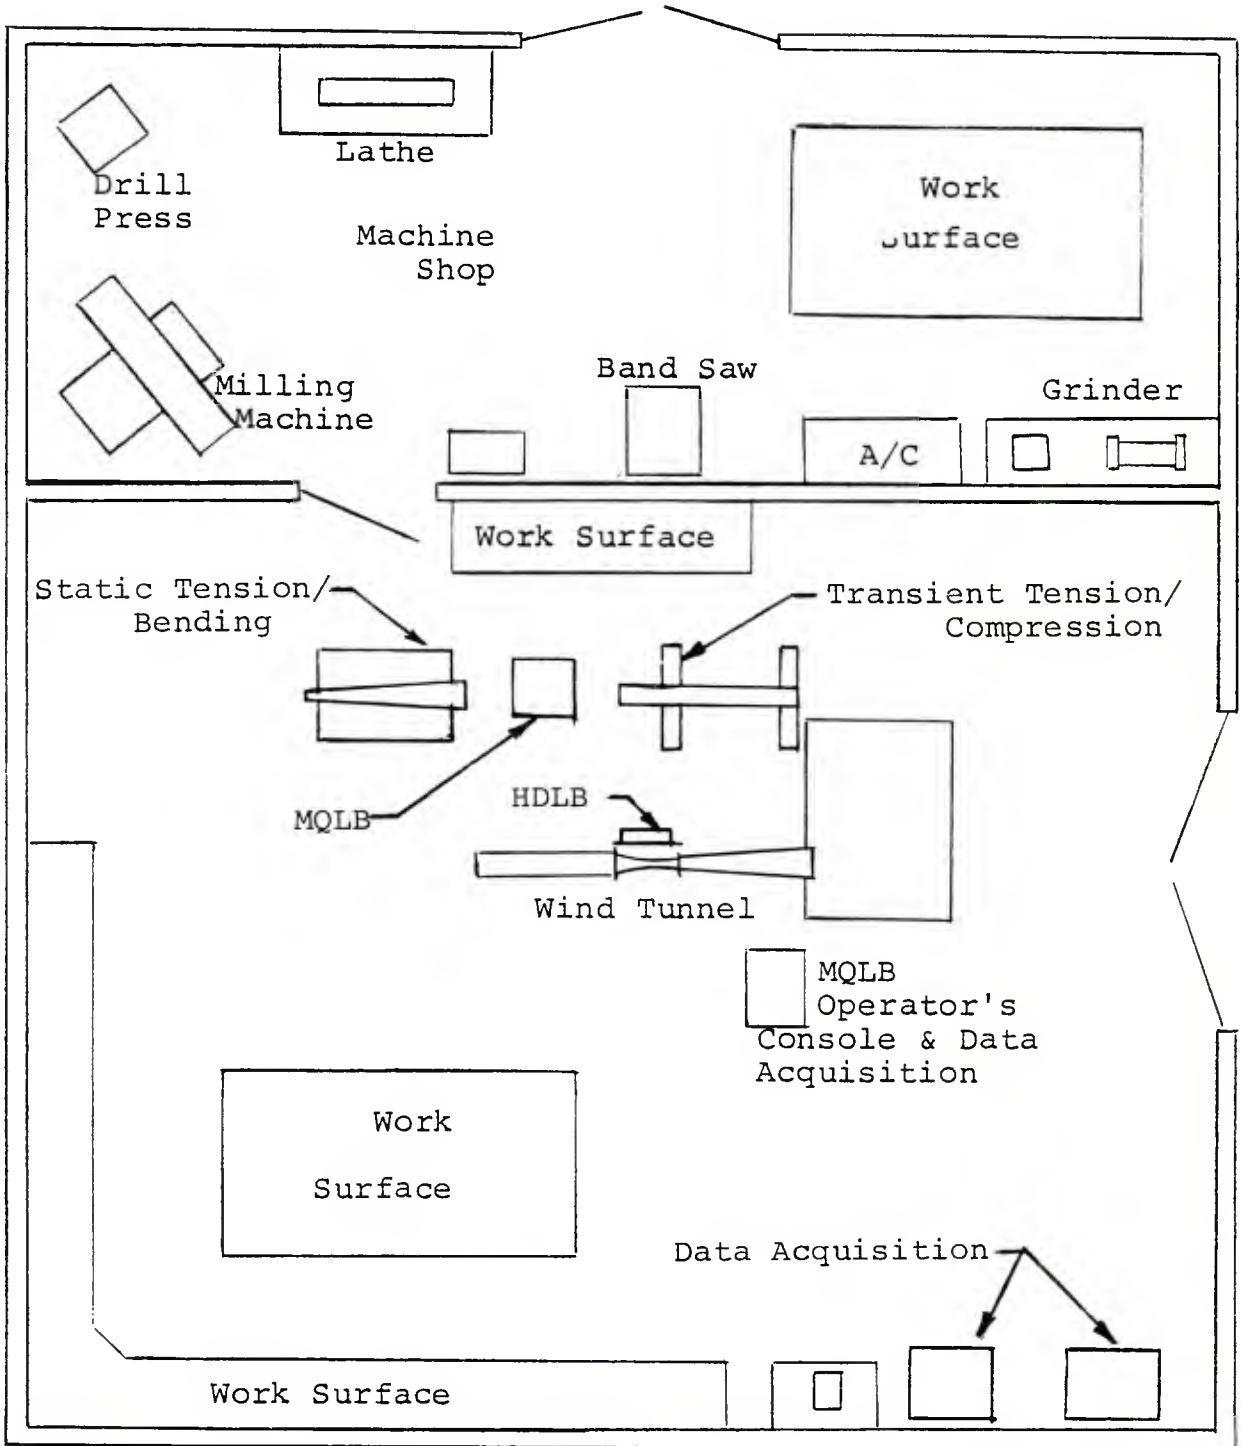 Lathe
Drill
Press
Machine
Shop
Work
Surface
Milling
Machine
Band Saw
Grinder
A/C
Work Surface
Static Tension/
Bending
Transient Tension/
Compression
MQLB
HDLB
Wind Tunnel
MQLB
Operator's
Console & Data
Acquisition
Work
Surface
Data Acquisition
Work Surface